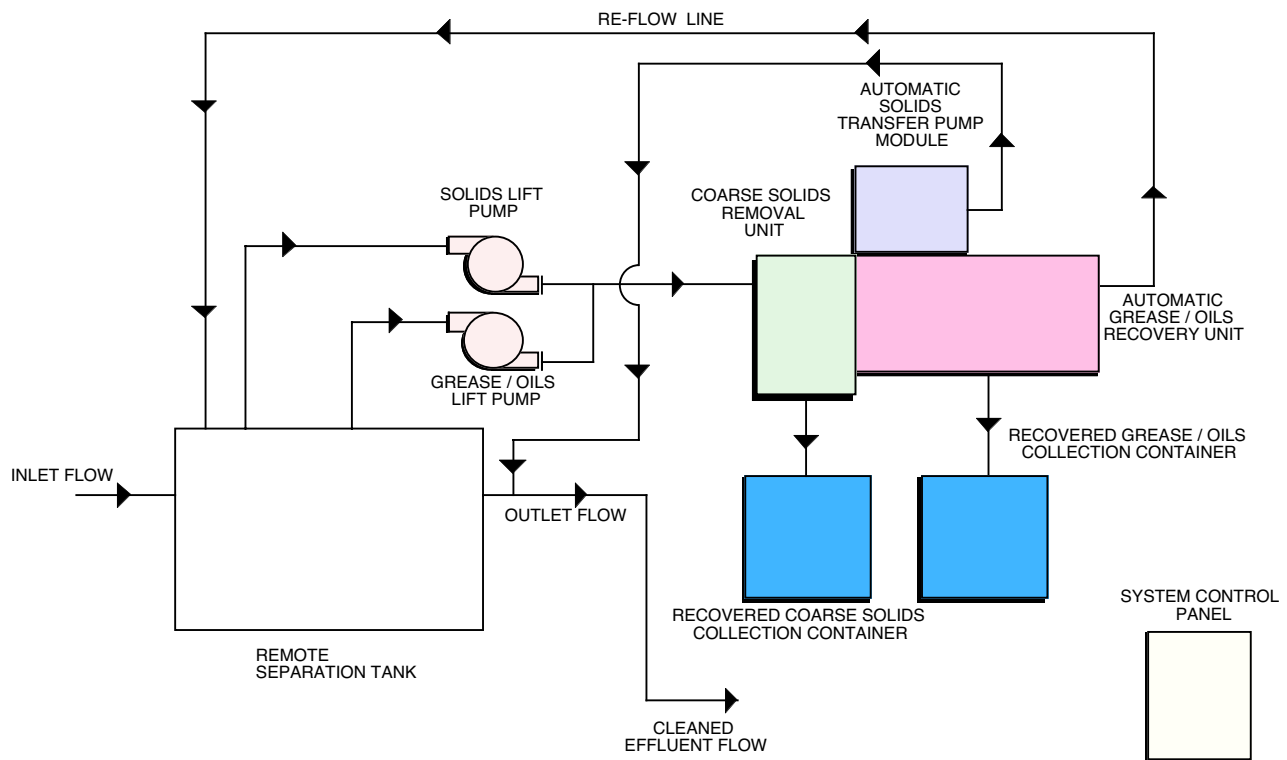 RE-FLOW LINE
AUTOMATIC
SOLIDS
TRANSFER PUMP
MODULE
SOLIDS LIFT
PUMP
COARSE SOLIDS
REMOVAL
UNIT
AUTOMATIC
GREASE / OILS
RECOVERY UNIT
GREASE / OILS
LIFT PUMP
RECOVERED GREASE / OILS
COLLECTION CONTAINER
INLET FLOW
OUTLET FLOW
RECOVERED COARSE SOLIDS
COLLECTION CONTAINER
SYSTEM CONTROL
PANEL
REMOTE
SEPARATION TANK
CLEANED
EFFLUENT FLOW